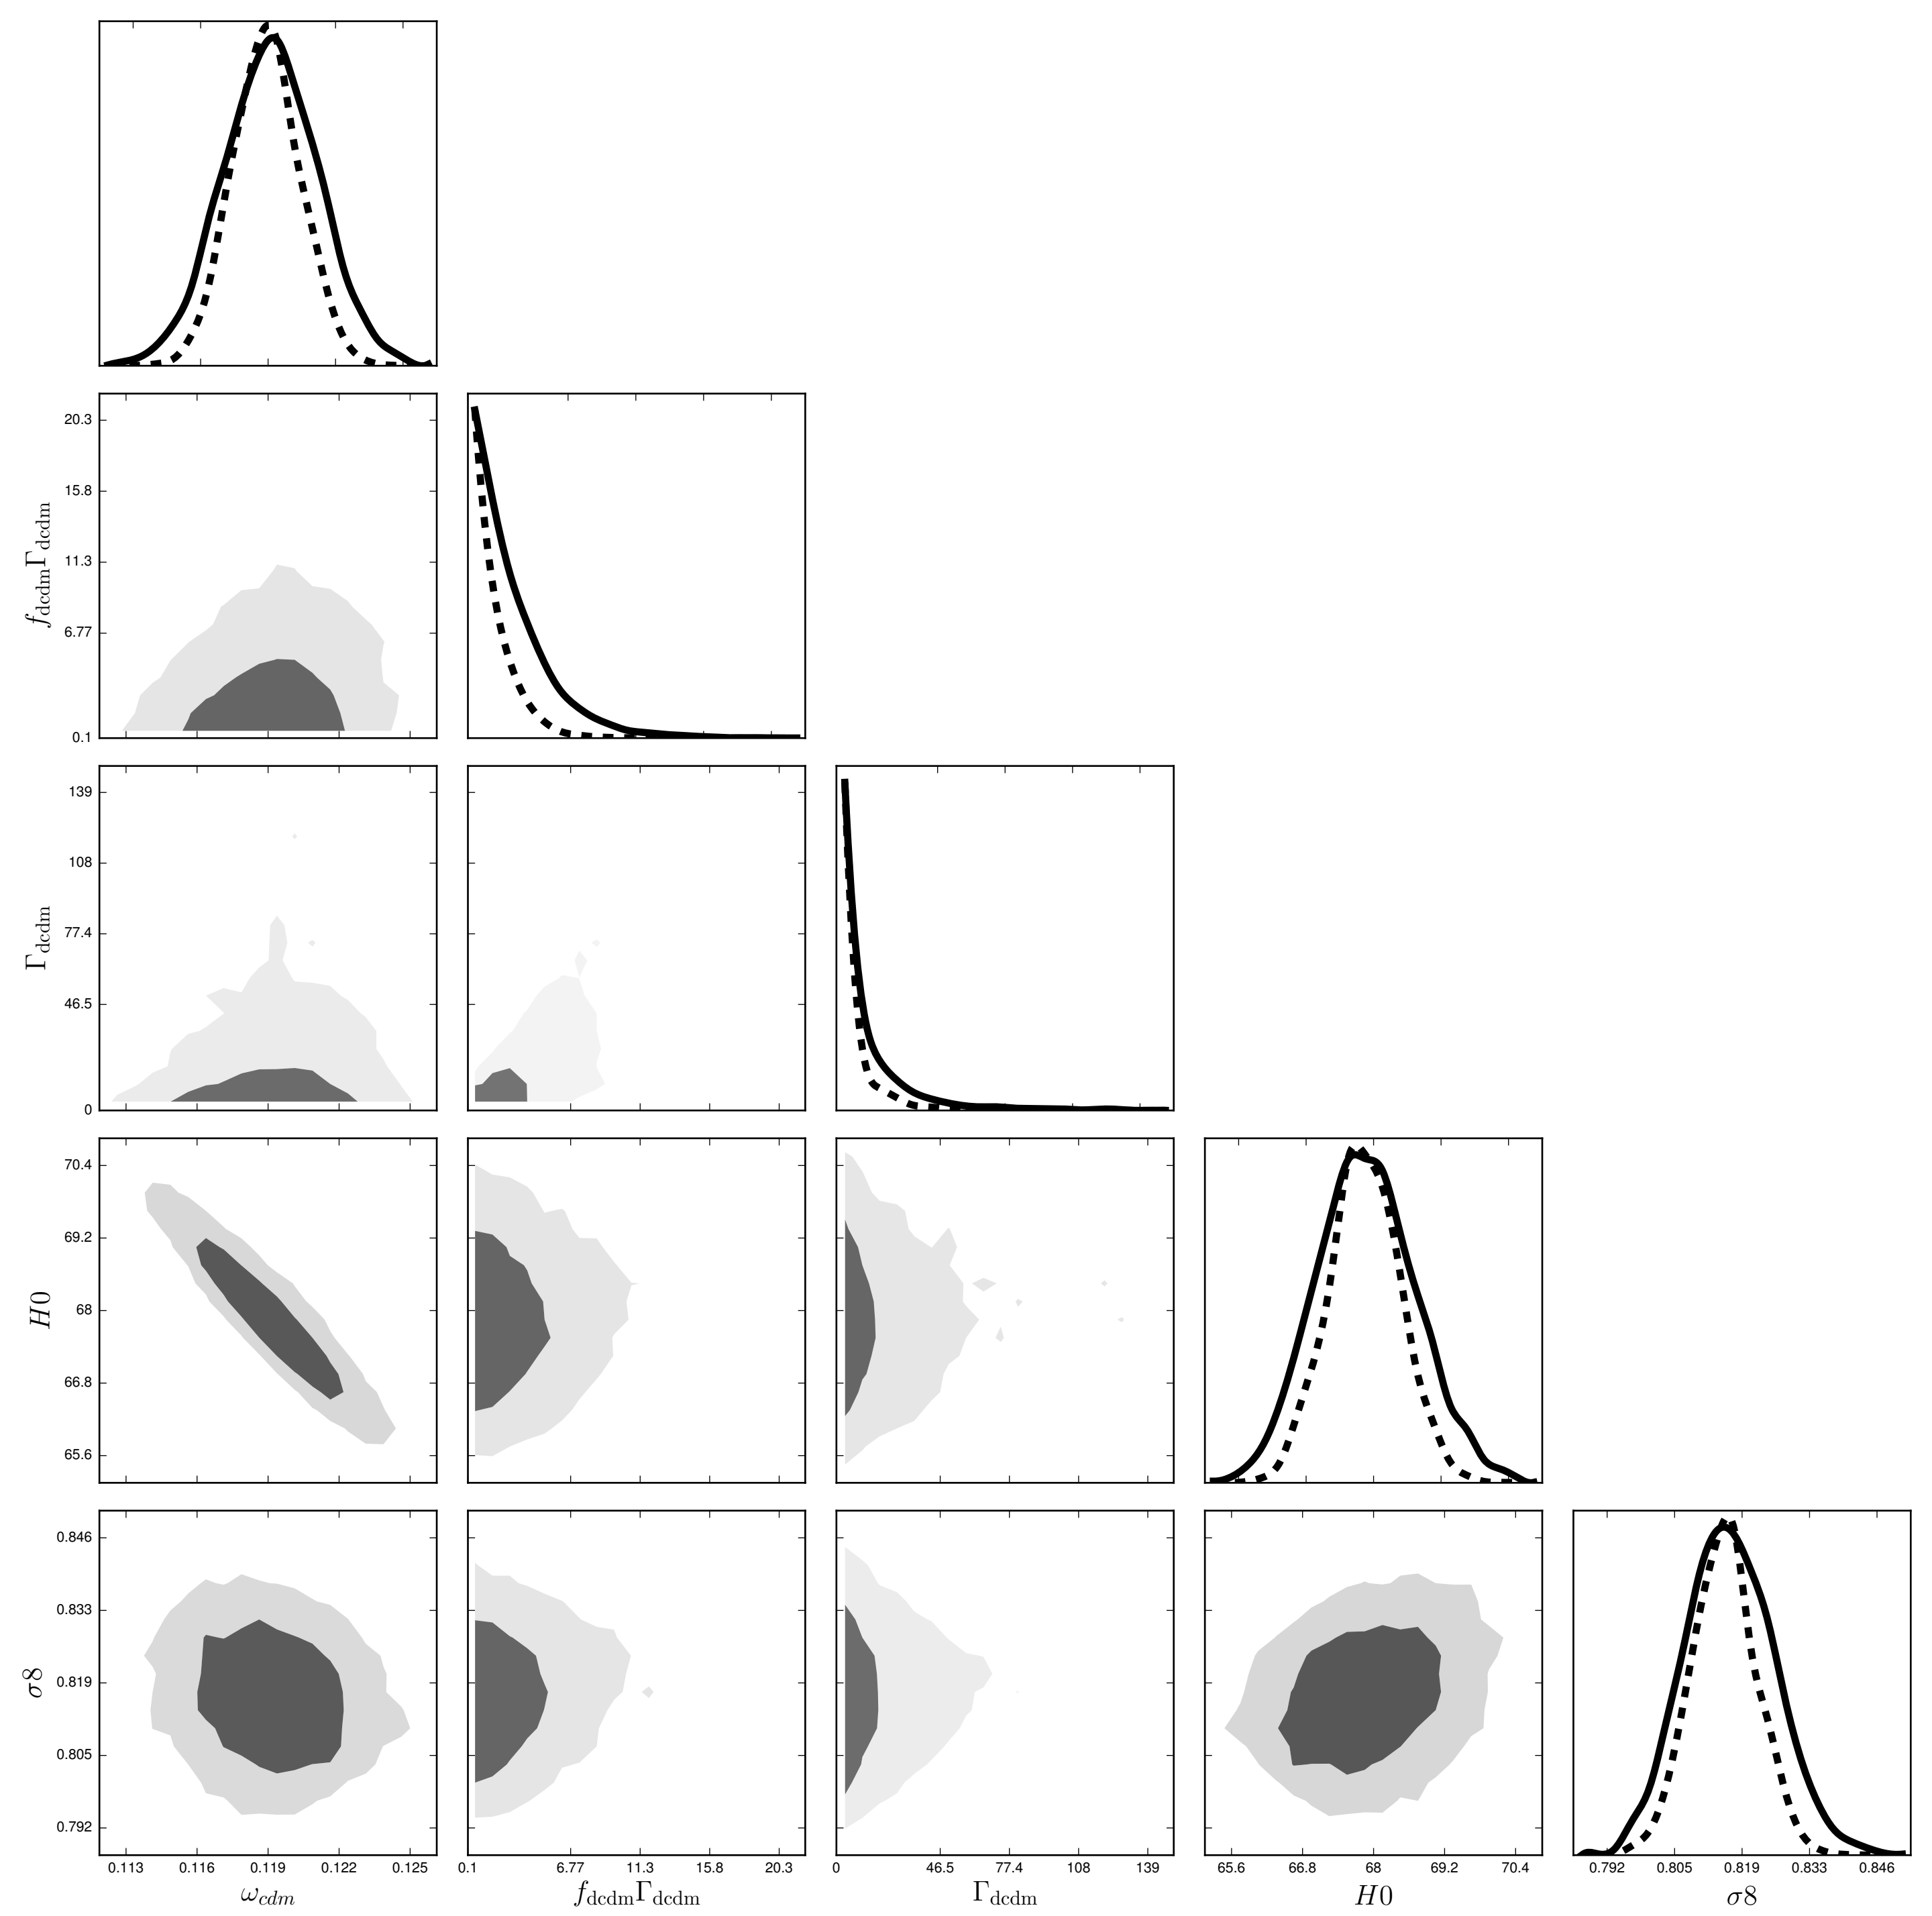 20.3
15.8
11.3
6.77
0.1
f_dcdm Γ_dcdm
139
108
77.4
46.5
0
Γ_dcdm
70.4
69.2
68
66.8
65.6
H0
0.846
0.833
0.819
0.805
0.792
σ8
0.113 0.116 0.119 0.122 0.125
0.1 6.77 11.3 15.8 20.3
0 46.5 77.4 108 139
65.6 66.8 68 69.2 70.4
0.792 0.805 0.819 0.833 0.846
ω_cdm
f_dcdm Γ_dcdm
Γ_dcdm
H0
σ8